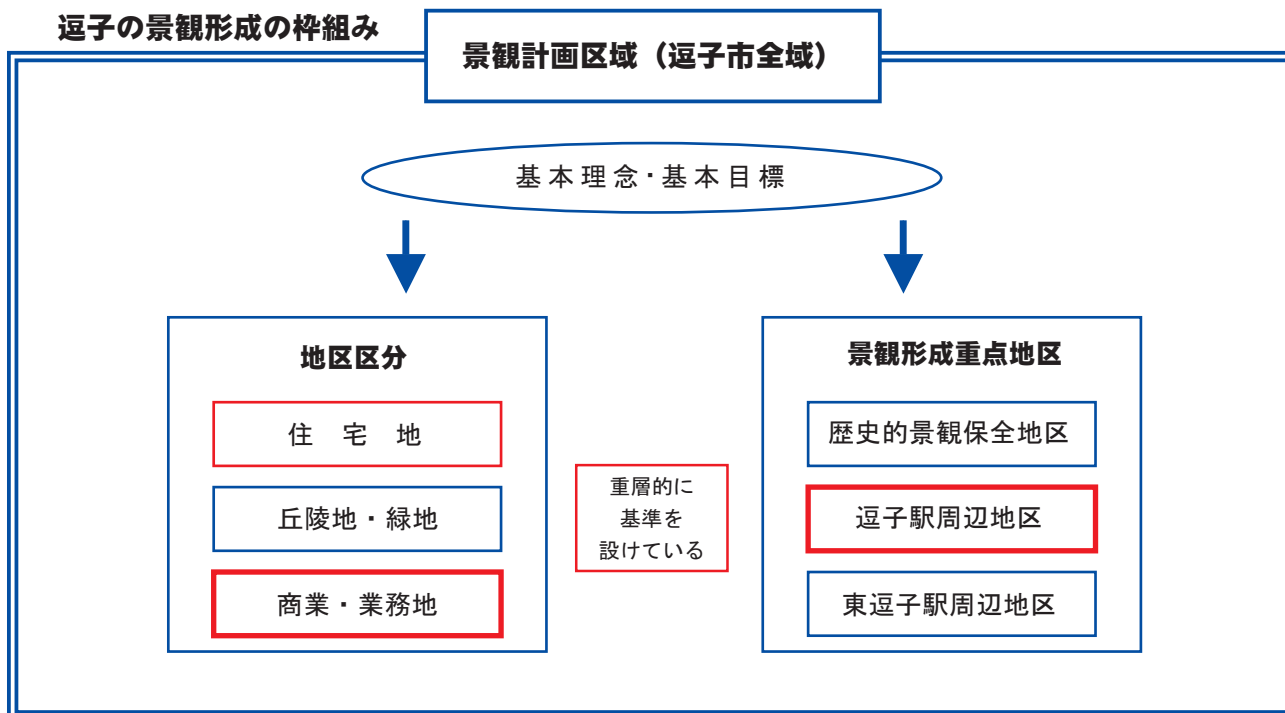 逗子の景観形成の枠組み
景観計画区域（逗子市全域）
基本理念・基本目標
地区区分
住宅地
丘陵地・緑地
商業・業務地
重層的に
基準を
設けている
景観形成重点地区
歴史的景観保全地区
逗子駅周辺地区
東逗子駅周辺地区